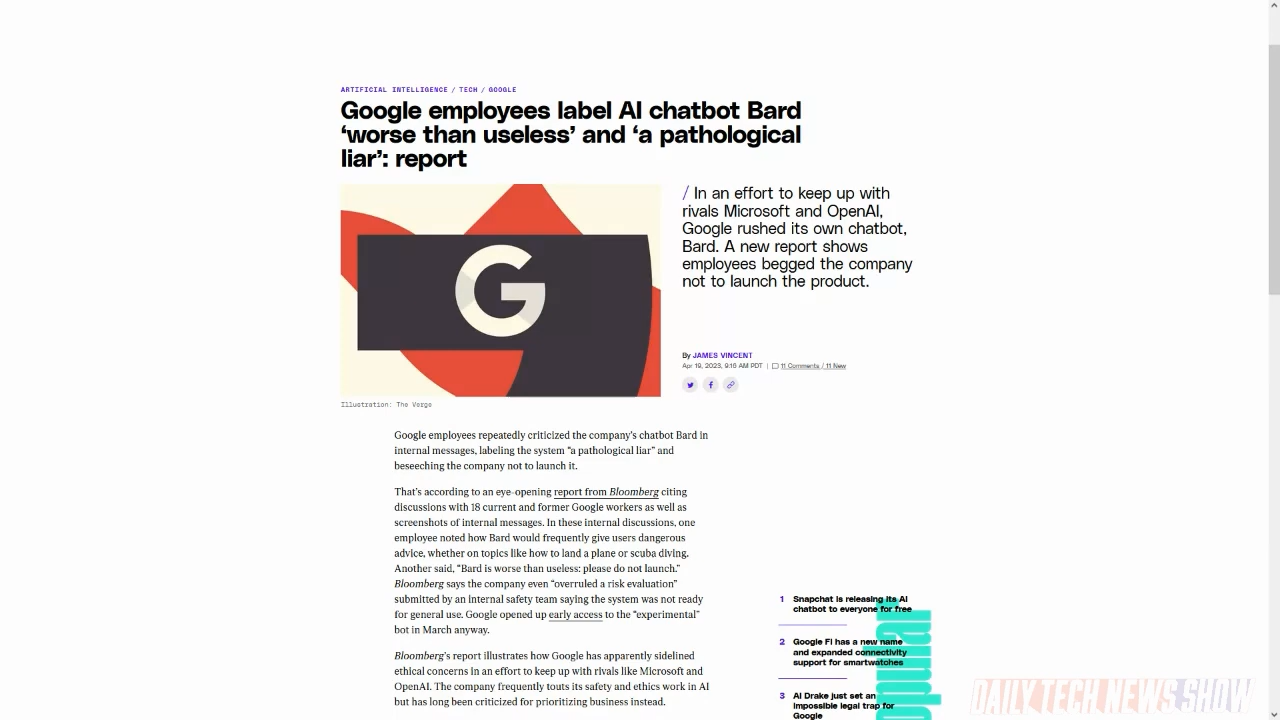 ARTIFICIAL INTELLIGENCE / TECH / GOOGLE
Google employees label AI chatbot Bard
‘worse than useless’ and ‘a pathological
liar’: report
/ In an effort to keep up with
rivals Microsoft and OpenAI,
Google rushed its own chatbot,
Bard. A new report shows
employees begged the company
not to launch the product.
By JAMES VINCENT
Apr 19, 2023, 9:16 AM PDT | 11 Comments / 11 New
G
Illustration: The Verge
Google employees repeatedly criticized the company’s chatbot Bard in
internal messages, labeling the system “a pathological liar” and
beseeching the company not to launch it.
That’s according to an eye-opening report from Bloomberg citing
discussions with 18 current and former Google workers as well as
screenshots of internal messages. In these internal discussions, one
employee noted how Bard would frequently give users dangerous
advice, whether on topics like how to land a plane or scuba diving.
Another said, “Bard is worse than useless: please do not launch.”
Bloomberg says the company even “overruled a risk evaluation”
submitted by an internal safety team saying the system was not ready
for general use. Google opened up early access to the “experimental”
bot in March anyway.
Bloomberg’s report illustrates how Google has apparently sidelined
ethical concerns in an effort to keep up with rivals like Microsoft and
OpenAI. The company frequently touts its safety and ethics work in AI
but has long been criticized for prioritizing business instead.
1 Snapchat is releasing its AI
chatbot to everyone for free
2 Google Fi has a new name
and expanded connectivity
support for smartwatches
3 AI Drake just set an
impossible legal trap for
Google
DAILY TECH NEWS SHOW